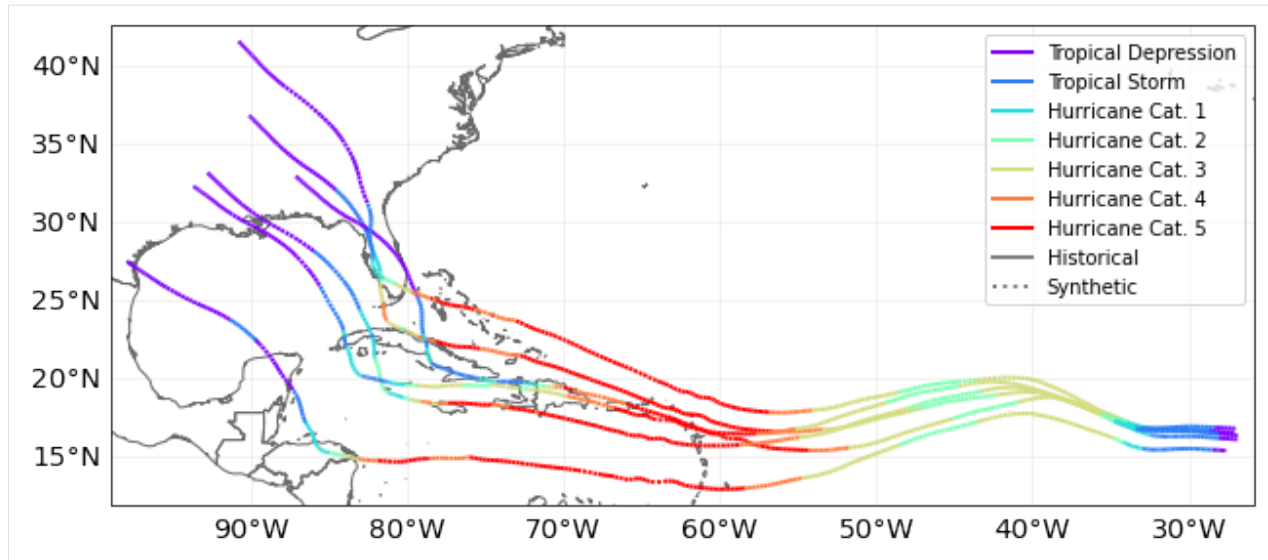 Tropical Depression
Tropical Storm
Hurricane Cat. 1
Hurricane Cat. 2
Hurricane Cat. 3
Hurricane Cat. 4
Hurricane Cat. 5
Historical
Synthetic
40°N
35°N
30°N
25°N
20°N
15°N
90°W 80°W 70°W 60°W 50°W 40°W 30°W